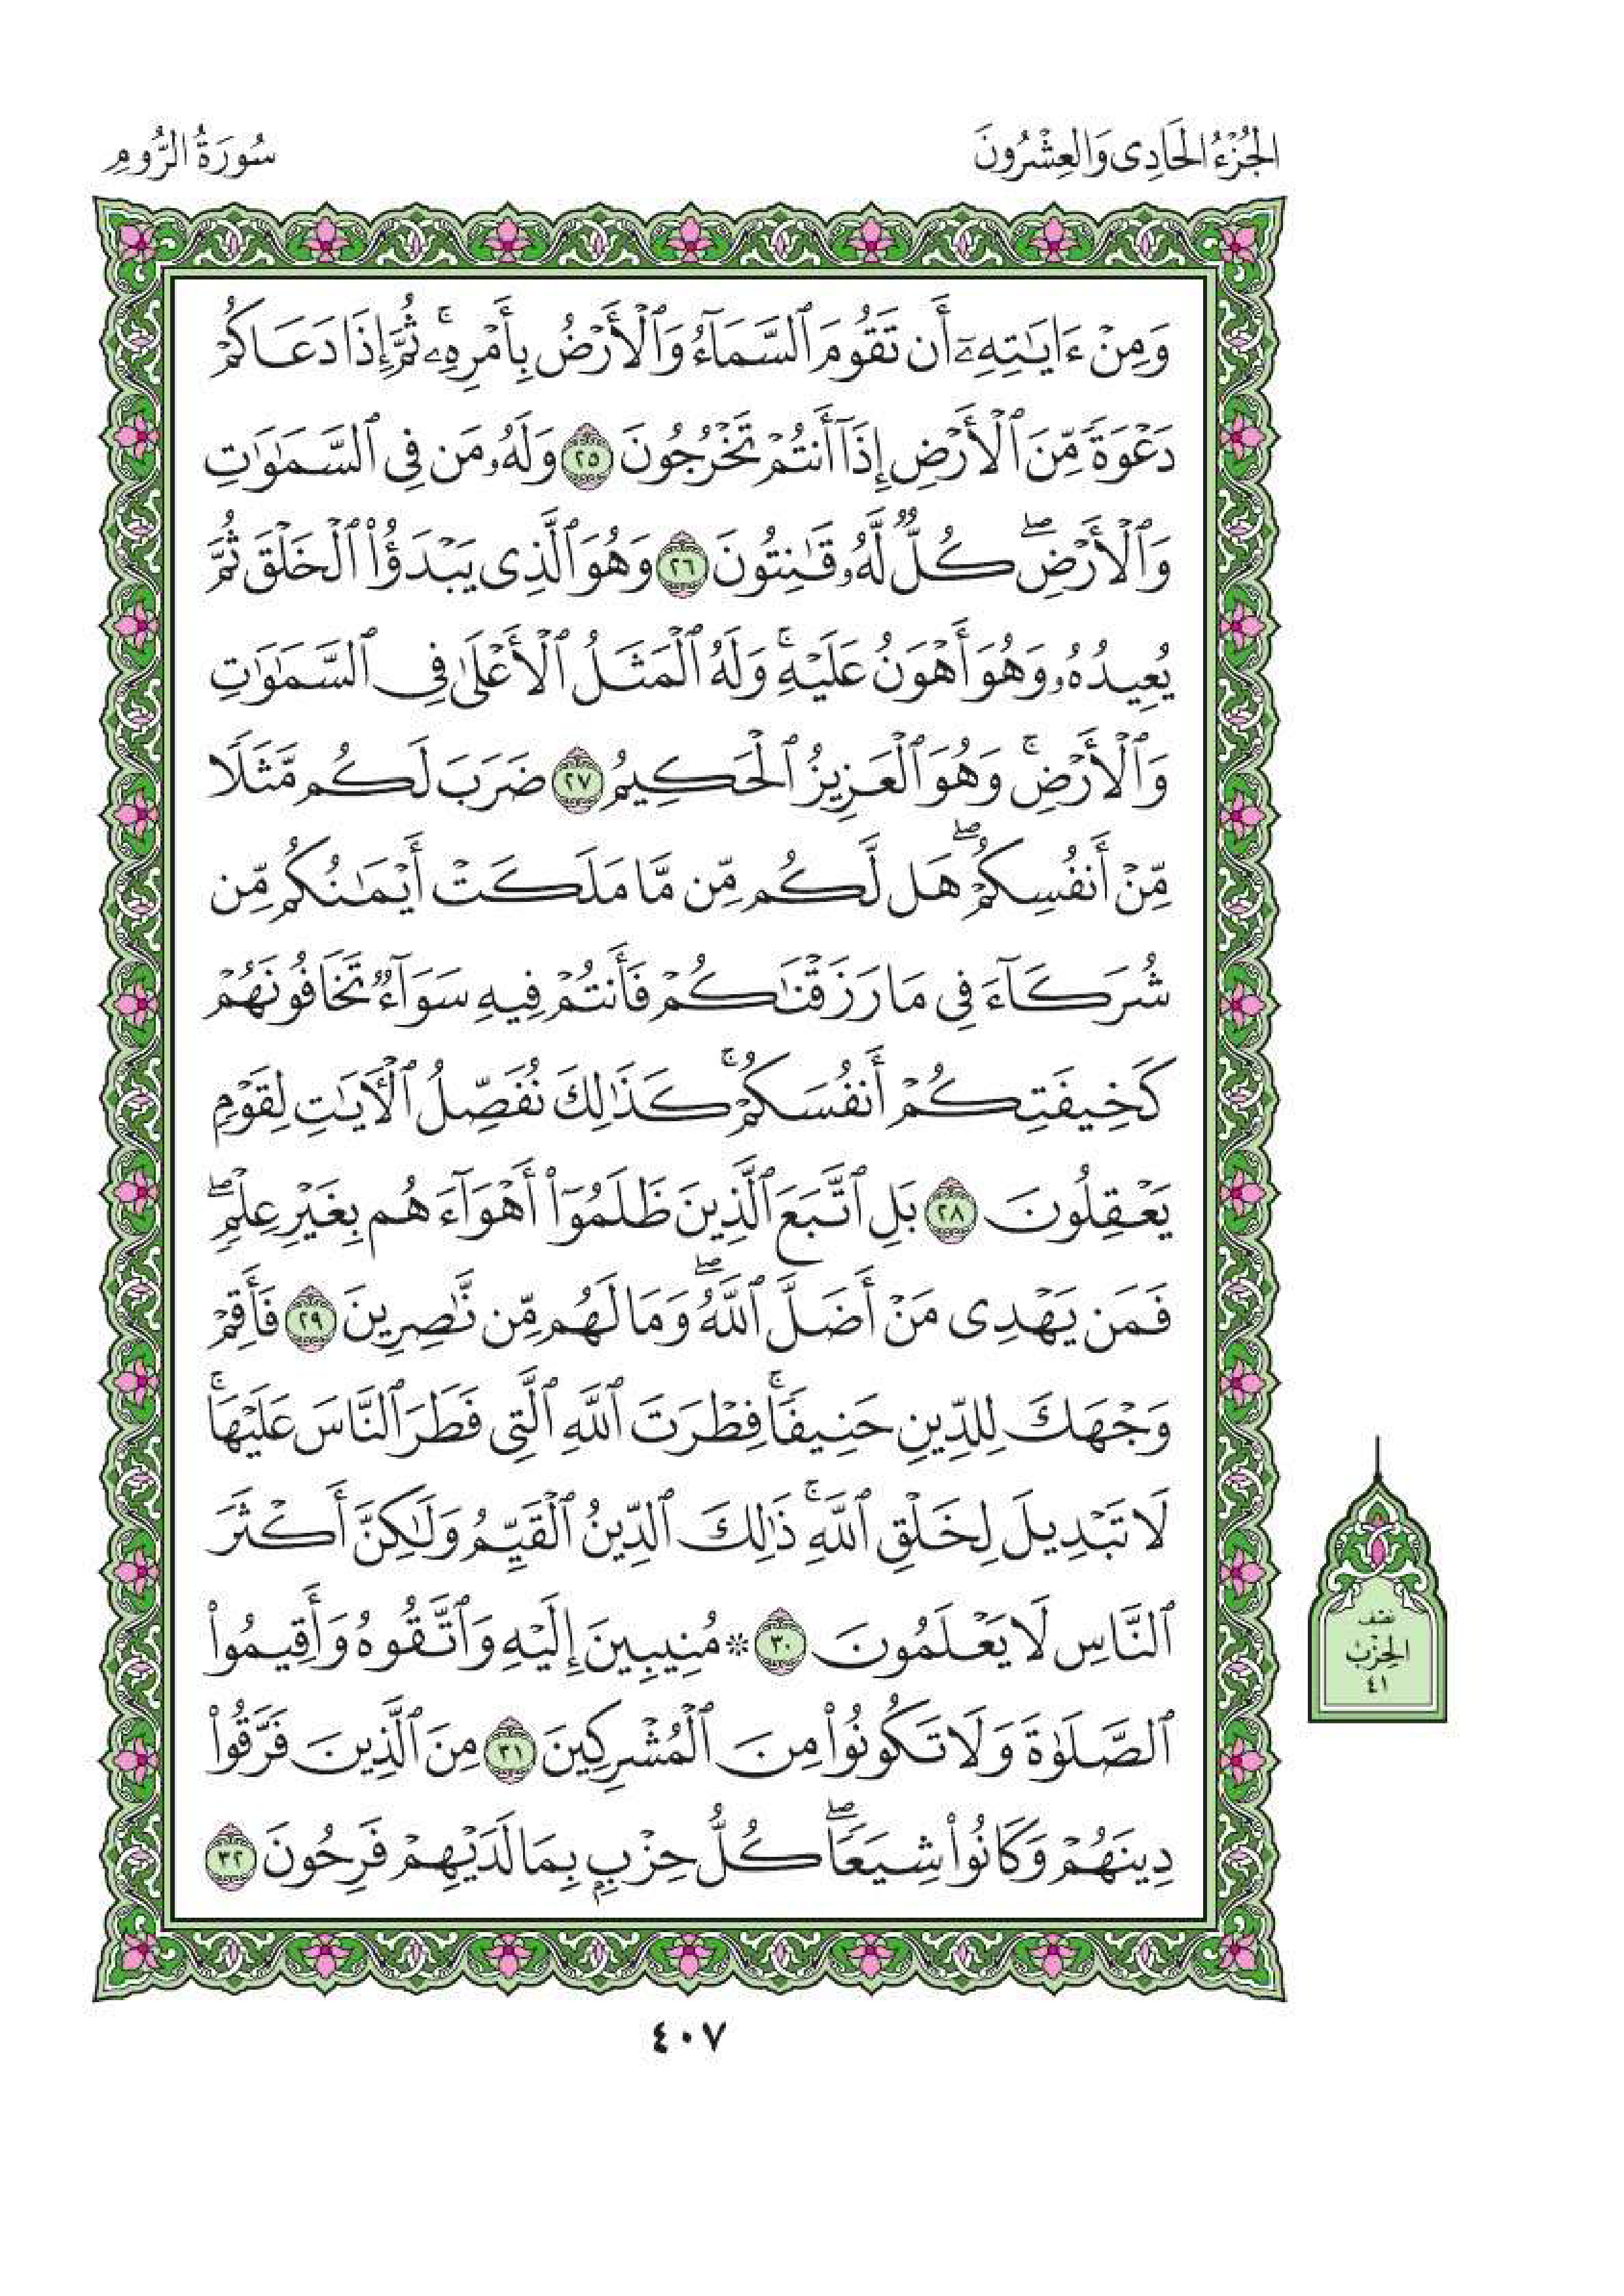 الجُزْءُ الحَادِى وَالعِشْرُونَ
سُورَةُ الرُّومِ
وَمِنْ ءَايَـٰتِهِۦٓ أَن تَقُومَ ٱلسَّمَآءُ وَٱلْأَرْضُ بِأَمْرِهِۦ ۚ ثُمَّ إِذَا دَعَاكُمْ
دَعْوَةً مِّنَ ٱلْأَرْضِ إِذَآ أَنتُمْ تَخْرُجُونَ ٢٥ وَلَهُۥ مَن فِى ٱلسَّمَـٰوَٰتِ
وَٱلْأَرْضِ ۖ كُلٌّ لَّهُۥ قَـٰنِتُونَ ٢٦ وَهُوَ ٱلَّذِى يَبْدَؤُا۟ ٱلْخَلْقَ ثُمَّ
يُعِيدُهُۥ وَهُوَ أَهْوَنُ عَلَيْهِ ۚ وَلَهُ ٱلْمَثَلُ ٱلْأَعْلَىٰ فِى ٱلسَّمَـٰوَٰتِ
وَٱلْأَرْضِ ۚ وَهُوَ ٱلْعَزِيزُ ٱلْحَكِيمُ ٢٧ ضَرَبَ لَكُم مَّثَلًا
مِّنْ أَنفُسِكُمْ ۖ هَل لَّكُم مِّن مَّا مَلَكَتْ أَيْمَـٰنُكُم مِّن
شُرَكَآءَ فِى مَا رَزَقْنَـٰكُمْ فَأَنتُمْ فِيهِ سَوَآءٌ تَخَافُونَهُمْ
كَخِيفَتِكُمْ أَنفُسَكُمْ ۚ كَذَٰلِكَ نُفَصِّلُ ٱلْـَٔايَـٰتِ لِقَوْمٍ
يَعْقِلُونَ ٢٨ بَلِ ٱتَّبَعَ ٱلَّذِينَ ظَلَمُوٓا۟ أَهْوَآءَهُم بِغَيْرِ عِلْمٍ ۖ
فَمَن يَهْدِى مَنْ أَضَلَّ ٱللَّهُ ۖ وَمَا لَهُم مِّن نَّـٰصِرِينَ ٢٩ فَأَقِمْ
وَجْهَكَ لِلدِّينِ حَنِيفًا ۚ فِطْرَتَ ٱللَّهِ ٱلَّتِى فَطَرَ ٱلنَّاسَ عَلَيْهَا ۚ
لَا تَبْدِيلَ لِخَلْقِ ٱللَّهِ ۚ ذَٰلِكَ ٱلدِّينُ ٱلْقَيِّمُ وَلَـٰكِنَّ أَكْثَرَ
ٱلنَّاسِ لَا يَعْلَمُونَ ٣٠ ۞ مُنِيبِينَ إِلَيْهِ وَٱتَّقُوهُ وَأَقِيمُوا۟
ٱلصَّلَوٰةَ وَلَا تَكُونُوا۟ مِنَ ٱلْمُشْرِكِينَ ٣١ مِنَ ٱلَّذِينَ فَرَّقُوا۟
دِينَهُمْ وَكَانُوا۟ شِيَعًا ۖ كُلُّ حِزْبٍۭ بِمَا لَدَيْهِمْ فَرِحُونَ ٣٢
نصْف
الحِزْبُ
٤١
٤٠٧